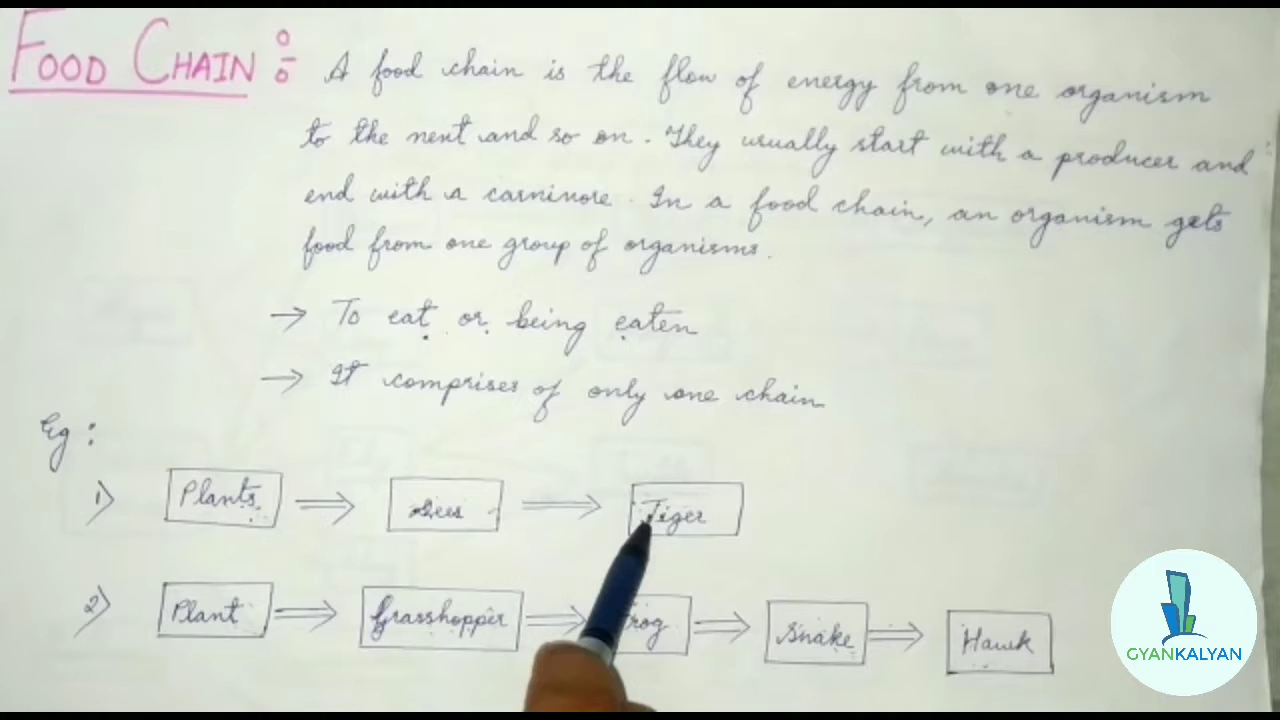 FOOD CHAIN :- A food chain is the flow of energy from one organism
to the next and so on. They usually start with a producer and
end with a carnivore. In a food chain, an organism gets
food from one group of organisms.
→ To eat or being eaten
→ It comprises of only one chain
Eg :
1) Plants ⇒ ⇒ Tiger
2) Plant ⇒ Grasshopper ⇒ Frog ⇒ Snake ⇒ Hawk
GYANKALYAN